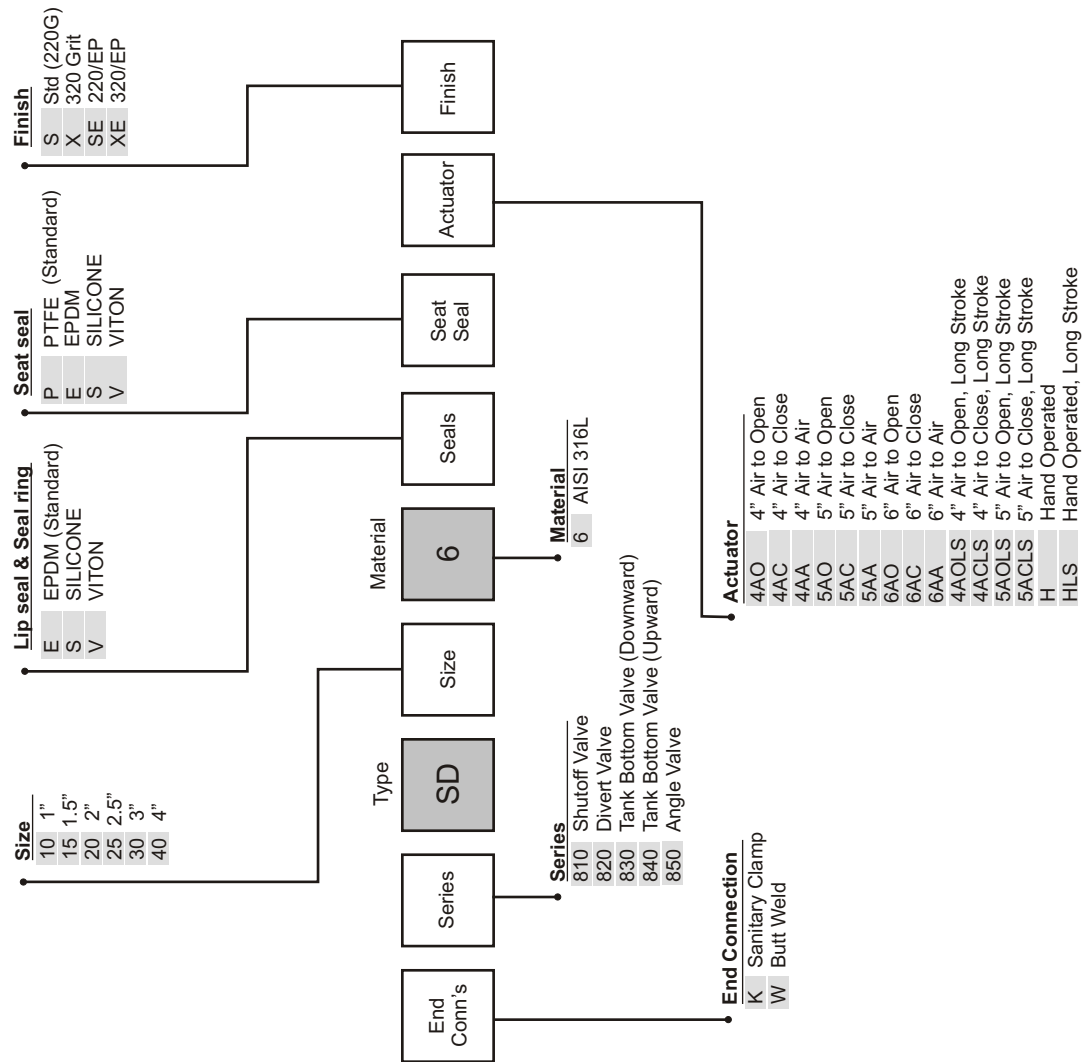 Size
10 1”
15 1.5”
20 2”
25 2.5”
30 3”
40 4”
Lip seal & Seal ring
E EPDM (Standard)
S SILICONE
V VITON
Seat seal
P PTFE (Standard)
E EPDM
S SILICONE
V VITON
Finish
S Std (220G)
X 320 Grit
SE 220/EP
XE 320/EP
Type
Material
End
Conn's
Series
SD
Size
6
Seals
Seat
Seal
Actuator
Finish
Series
810 Shutoff Valve
820 Divert Valve
830 Tank Bottom Valve (Downward)
840 Tank Bottom Valve (Upward)
850 Angle Valve
Material
6 AISI 316L
End Connection
K Sanitary Clamp
W Butt Weld
Actuator
4AO 4” Air to Open
4AC 4” Air to Close
4AA 4” Air to Air
5AO 5” Air to Open
5AC 5” Air to Close
5AA 5” Air to Air
6AO 6” Air to Open
6AC 6” Air to Close
6AA 6” Air to Air
4AOLS 4” Air to Open, Long Stroke
4ACLS 4” Air to Close, Long Stroke
5AOLS 5” Air to Open, Long Stroke
5ACLS 5” Air to Close, Long Stroke
H Hand Operated
HLS Hand Operated, Long Stroke